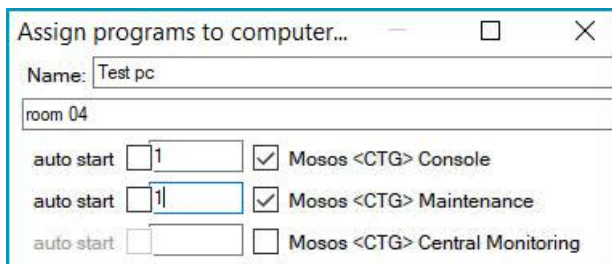 Assign programs to computer...
Name: Test pc
room 04
auto start 1 Mosos <CTG> Console
auto start 1 Mosos <CTG> Maintenance
auto start Mosos <CTG> Central Monitoring